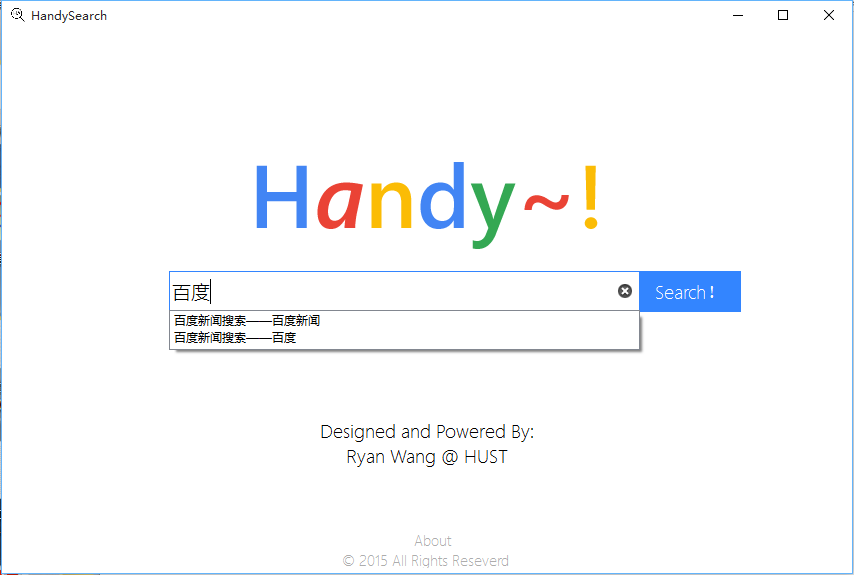 HandySearch
Handy~!
百度
Search！
百度新闻搜索——百度新闻
百度新闻搜索——百度
Designed and Powered By:
Ryan Wang @ HUST
About
© 2015 All Rights Reseverd